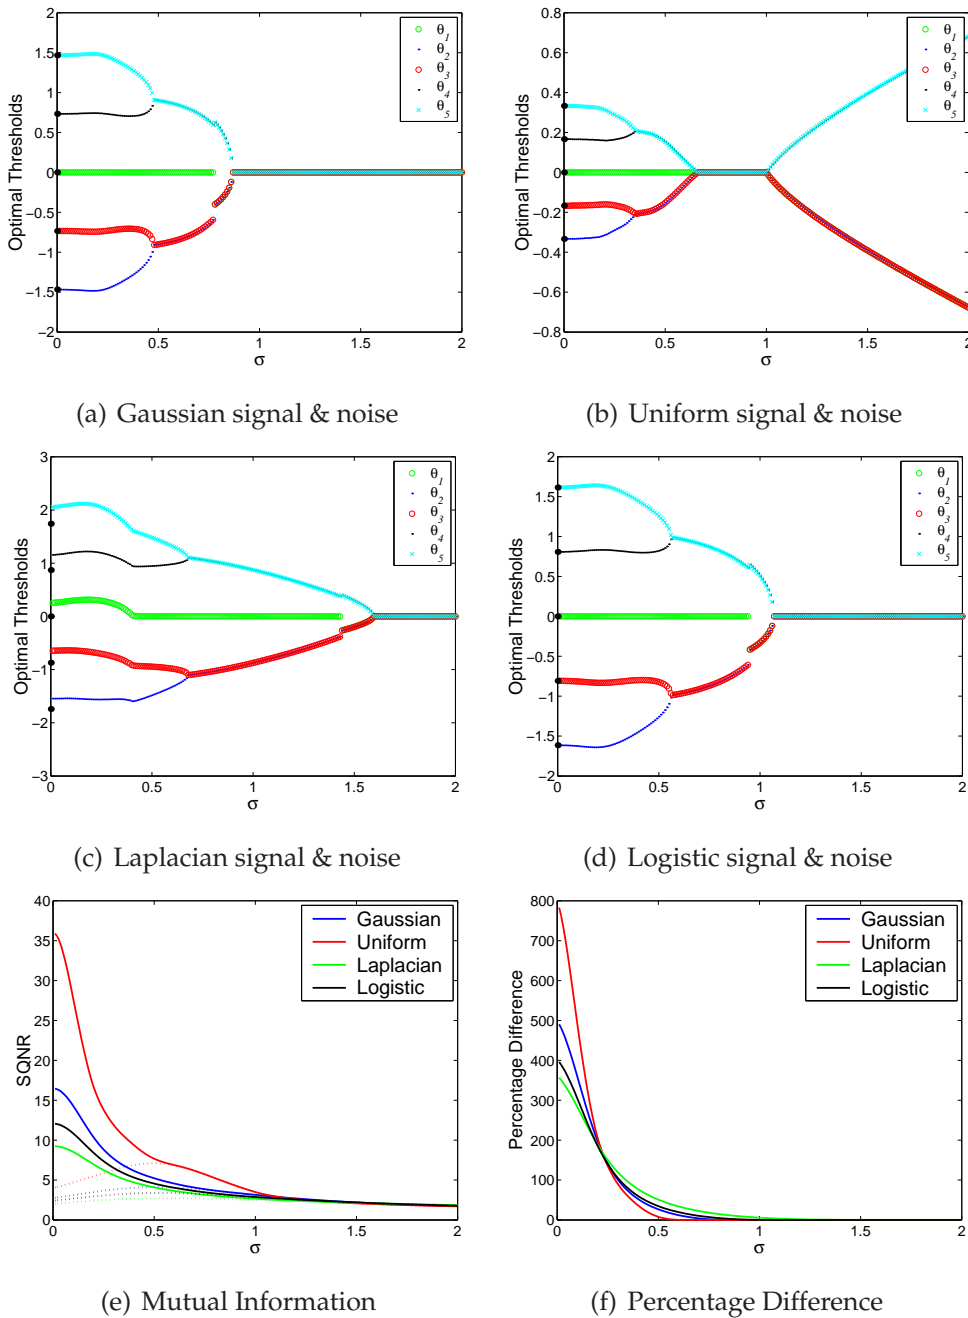 2
1.5
1
0.5
0
−0.5
−1
−1.5
−2
Optimal Thresholds
0 0.5 1 1.5 2
σ
θ1
θ2
θ3
θ4
θ5
(a) Gaussian signal & noise
0.8
0.6
0.4
0.2
0
−0.2
−0.4
−0.6
−0.8
Optimal Thresholds
0 0.5 1 1.5 2
σ
θ1
θ2
θ3
θ4
θ5
(b) Uniform signal & noise
3
2
1
0
−1
−2
−3
Optimal Thresholds
0 0.5 1 1.5 2
σ
θ1
θ2
θ3
θ4
θ5
(c) Laplacian signal & noise
2
1.5
1
0.5
0
−0.5
−1
−1.5
−2
Optimal Thresholds
0 0.5 1 1.5 2
σ
θ1
θ2
θ3
θ4
θ5
(d) Logistic signal & noise
40
35
30
25
20
15
10
5
0
SQNR
0 0.5 1 1.5 2
σ
Gaussian
Uniform
Laplacian
Logistic
(e) Mutual Information
800
700
600
500
400
300
200
100
0
Percentage Difference
0 0.5 1 1.5 2
σ
Gaussian
Uniform
Laplacian
Logistic
(f) Percentage Difference